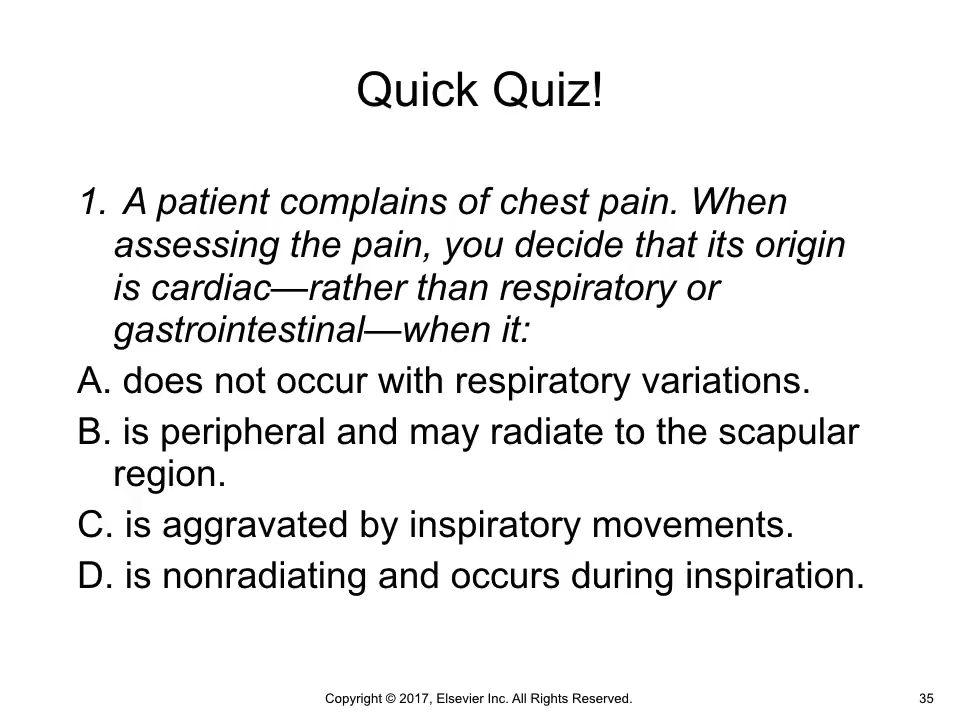 Quick Quiz!
1. A patient complains of chest pain. When
assessing the pain, you decide that its origin
is cardiac—rather than respiratory or
gastrointestinal—when it:
A. does not occur with respiratory variations.
B. is peripheral and may radiate to the scapular
region.
C. is aggravated by inspiratory movements.
D. is nonradiating and occurs during inspiration.
Copyright © 2017, Elsevier Inc. All Rights Reserved.
35